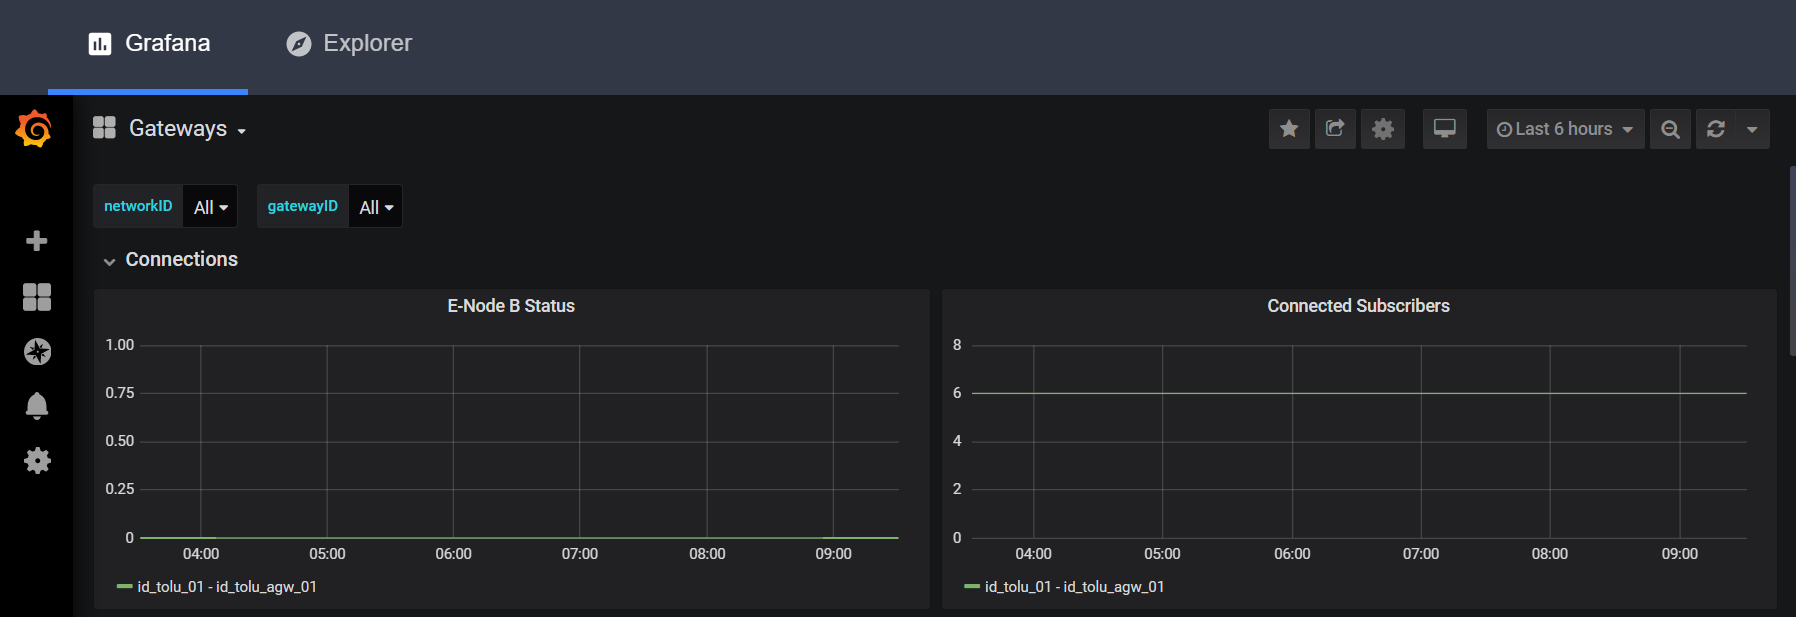 Grafana
Explorer
Gateways
Last 6 hours
networkID All
gatewayID All
Connections
E-Node B Status
1.00
0.75
0.50
0.25
0
04:00 05:00 06:00 07:00 08:00 09:00
id_tolu_01 - id_tolu_agw_01
Connected Subscribers
8
6
4
2
0
04:00 05:00 06:00 07:00 08:00 09:00
id_tolu_01 - id_tolu_agw_01